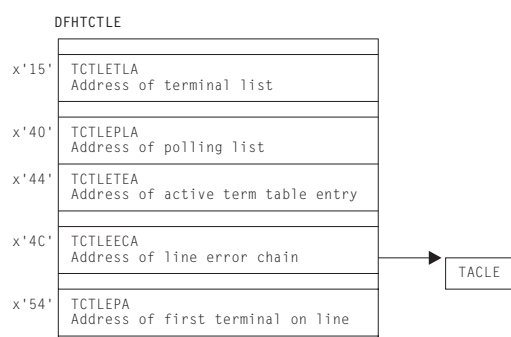 DFHTCTLE
x'15' TCTLETLA
Address of terminal list
x'40' TCTLEPLA
Address of polling list
x'44' TCTLETEA
Address of active term table entry
x'4C' TCTLEECA
Address of line error chain
TACLE
x'54' TCTLEPA
Address of first terminal on line